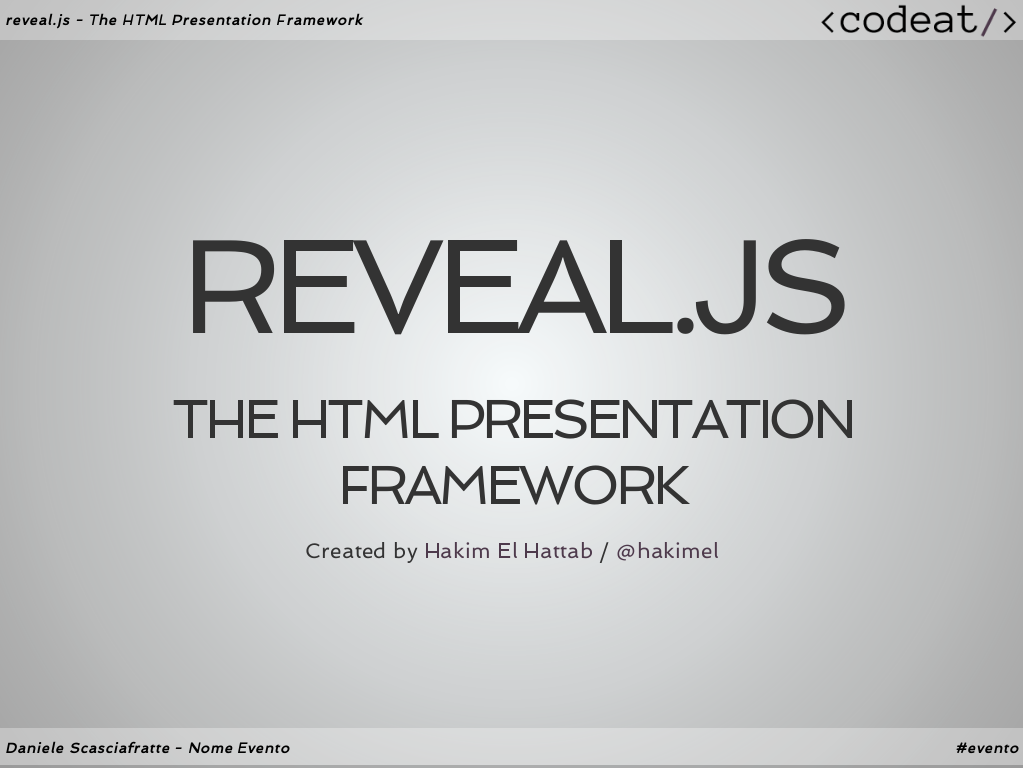 reveal.js - The HTML Presentation Framework
<codeat/>
REVEAL.JS
THE HTML PRESENTATION
FRAMEWORK
Created by Hakim El Hattab / @hakimel
Daniele Scasciafratte - Nome Evento
#evento